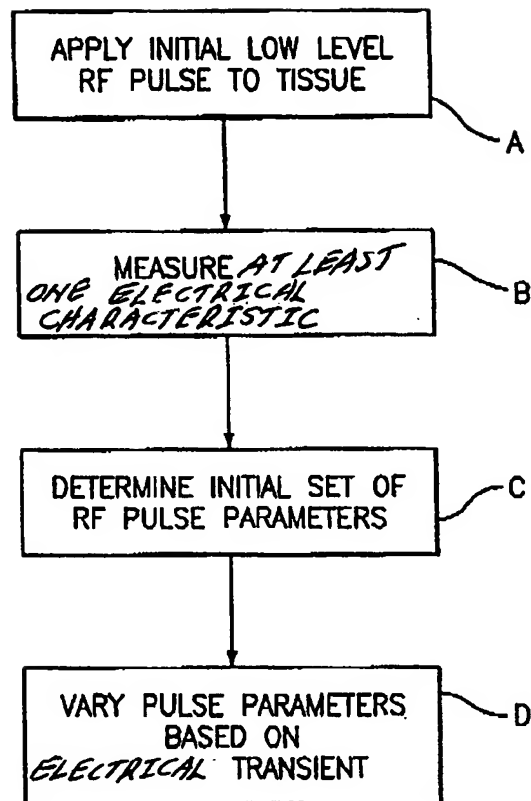 APPLY INITIAL LOW LEVEL
RF PULSE TO TISSUE
A
MEASURE AT LEAST
ONE ELECTRICAL
CHARACTERISTIC
B
DETERMINE INITIAL SET OF
RF PULSE PARAMETERS
C
VARY PULSE PARAMETERS
BASED ON
ELECTRICAL TRANSIENT
D